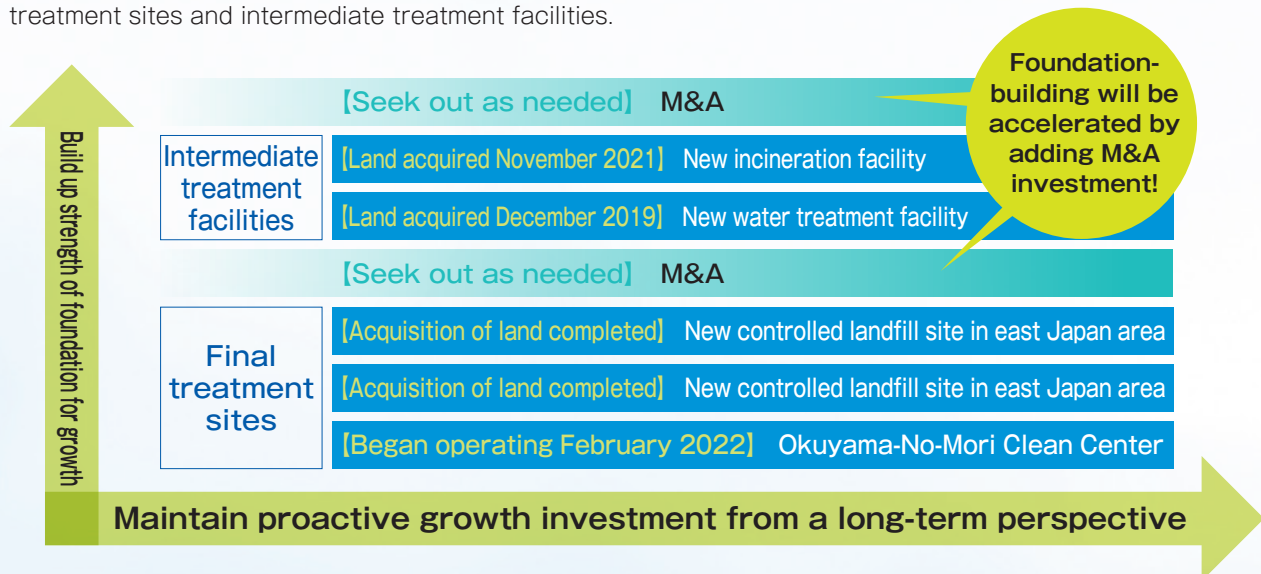 treatment sites and intermediate treatment facilities.
Foundation-
building will be
accelerated by
adding M&A
investment!
Build up strength of foundation for growth
【Seek out as needed】 M&A
Intermediate
treatment
facilities
【Land acquired November 2021】 New incineration facility
【Land acquired December 2019】 New water treatment facility
【Seek out as needed】 M&A
Final
treatment
sites
【Acquisition of land completed】 New controlled landfill site in east Japan area
【Acquisition of land completed】 New controlled landfill site in east Japan area
【Began operating February 2022】 Okuyama-No-Mori Clean Center
Maintain proactive growth investment from a long-term perspective